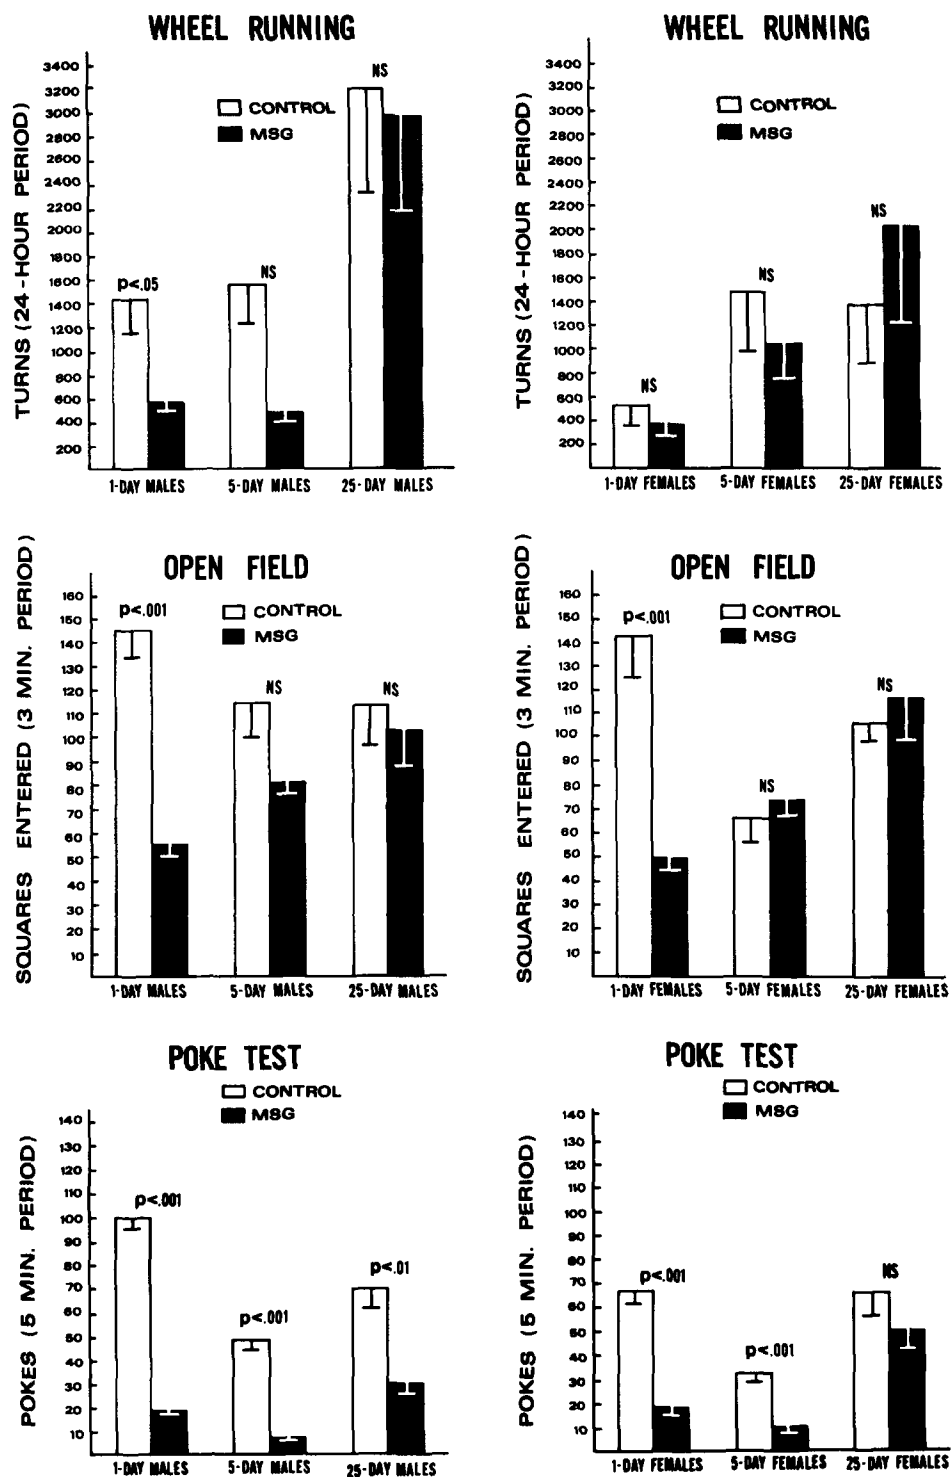 WHEEL RUNNING
TURNS (24-HOUR PERIOD)
3400
3200
3000
2800
2600
2400
2200
2000
1800
1600
1400
1200
1000
800
600
400
200
CONTROL
MSG
p<.05
NS
NS
1-DAY MALES
5-DAY MALES
25-DAY MALES
WHEEL RUNNING
TURNS (24-HOUR PERIOD)
3400
3200
3000
2800
2600
2400
2200
2000
1800
1600
1400
1200
1000
800
600
400
200
CONTROL
MSG
NS
NS
NS
1-DAY FEMALES
5-DAY FEMALES
25-DAY FEMALES
OPEN FIELD
SQUARES ENTERED (3 MIN. PERIOD)
160
150
140
130
120
110
100
90
80
70
60
50
40
30
20
10
CONTROL
MSG
p<.001
NS
NS
1-DAY MALES
5-DAY MALES
25-DAY MALES
OPEN FIELD
SQUARES ENTERED (3 MIN. PERIOD)
160
150
140
130
120
110
100
90
80
70
60
50
40
30
20
10
CONTROL
MSG
p<.001
NS
NS
1-DAY FEMALES
5-DAY FEMALES
25-DAY FEMALES
POKE TEST
POKES (5 MIN. PERIOD)
140
130
120
110
100
90
80
70
60
50
40
30
20
10
CONTROL
MSG
p<.001
p<.001
p<.01
1-DAY MALES
5-DAY MALES
25-DAY MALES
POKE TEST
POKES (5 MIN. PERIOD)
140
130
120
110
100
90
80
70
60
50
40
30
20
10
CONTROL
MSG
p<.001
p<.001
NS
1-DAY FEMALES
5-DAY FEMALES
25-DAY FEMALES